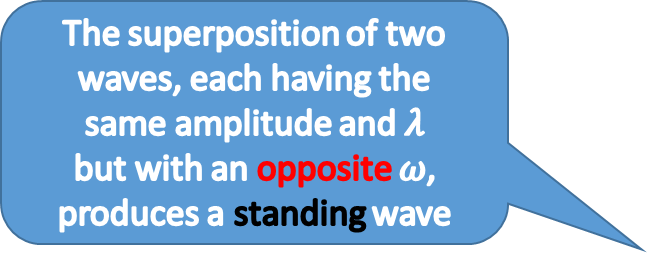 The superposition of two
waves, each having the
same amplitude and 𝜆
but with an opposite 𝝎,
produces a standing wave